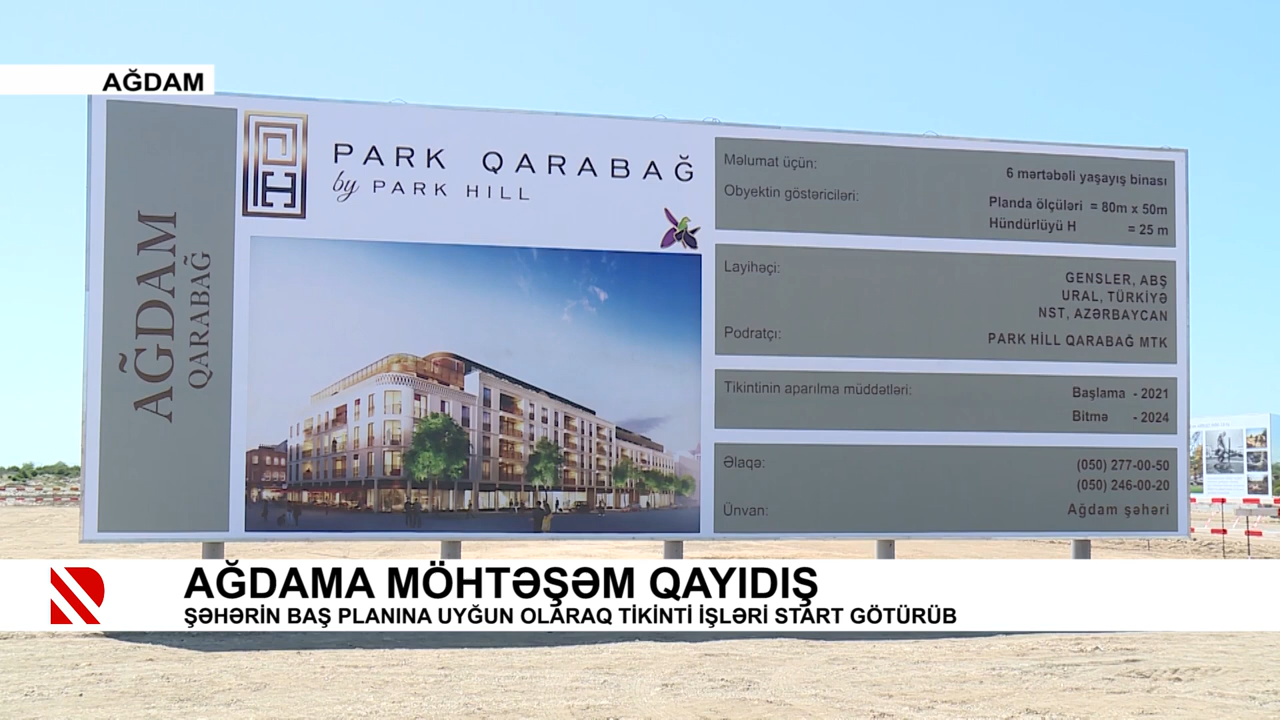 AĞDAM
AĞDAM
QARABAĞ
PARK QARABAĞ
by PARK HILL
Məlumat üçün:
6 mərtəbəli yaşayış binası
Obyektin göstəriciləri:
Planda ölçüləri = 80m x 50m
Hündürlüyü H = 25 m
Layihəçi:
GENSLER, ABŞ
URAL, TÜRKİYƏ
NST, AZƏRBAYCAN
Podratçı:
PARK HİLL QARABAĞ MTK
Tikintinin aparılma müddətləri:
Başlama - 2021
Bitmə - 2024
Əlaqə:
(050) 277-00-50
(050) 246-00-20
Ünvan:
Ağdam şəhəri
AĞDAMA MÖHTƏŞƏM QAYIDIŞ
ŞƏHƏRİN BAŞ PLANINA UYĞUN OLARAQ TİKİNTİ İŞLƏRİ START GÖTÜRÜB